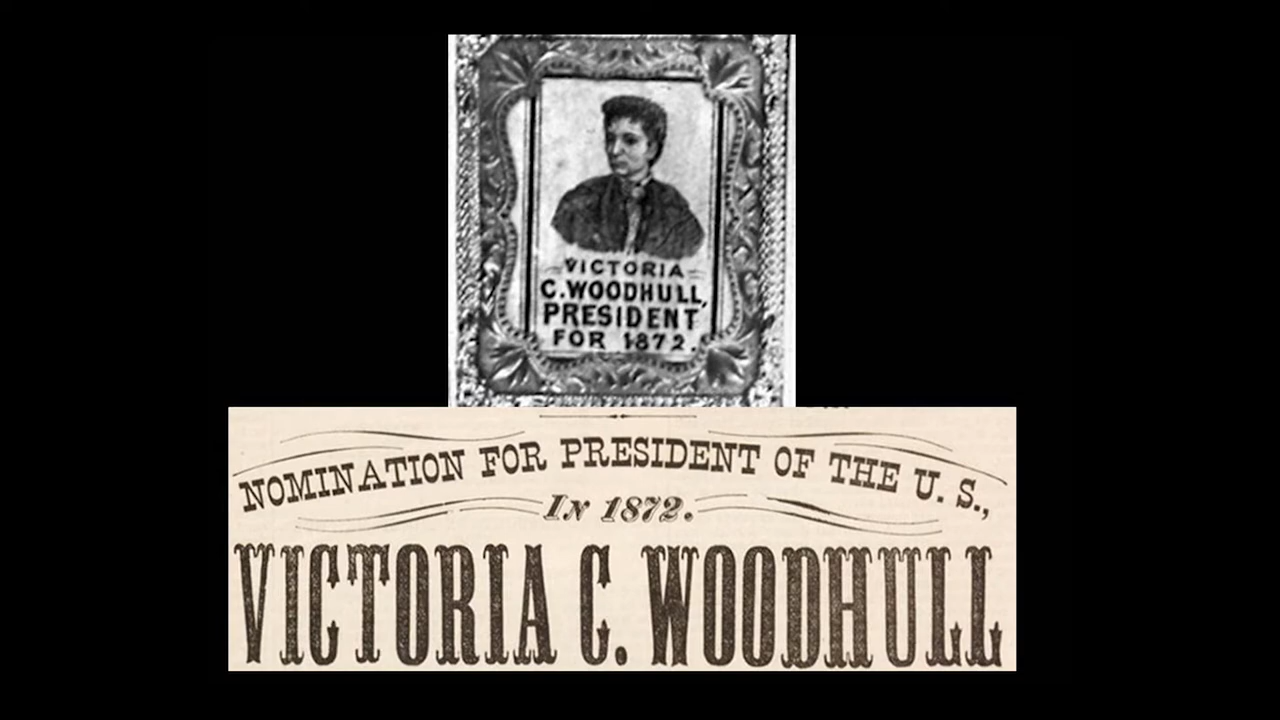 VICTORIA
C. WOODHULL,
PRESIDENT
FOR 1872.
NOMINATION FOR PRESIDENT OF THE U. S.,
IN 1872.
VICTORIA C. WOODHULL